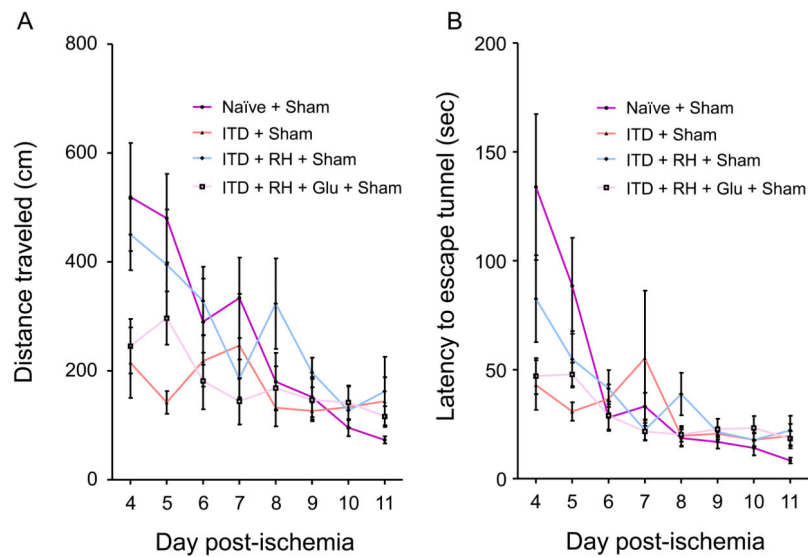 A
800
600
400
200
0
Distance traveled (cm)
Naïve + Sham
ITD + Sham
ITD + RH + Sham
ITD + RH + Glu + Sham
4 5 6 7 8 9 10 11
Day post-ischemia
B
200
150
100
50
0
Latency to escape tunnel (sec)
Naïve + Sham
ITD + Sham
ITD + RH + Sham
ITD + RH + Glu + Sham
4 5 6 7 8 9 10 11
Day post-ischemia